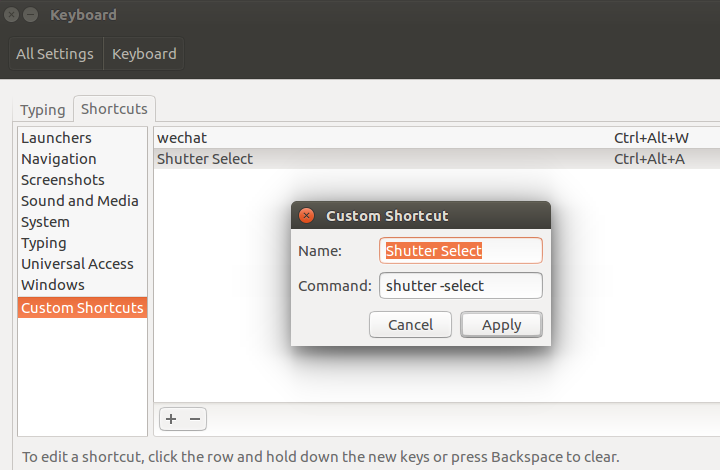 Keyboard
All Settings Keyboard
Typing Shortcuts
Launchers
Navigation
Screenshots
Sound and Media
System
Typing
Universal Access
Windows
Custom Shortcuts
wechat Ctrl+Alt+W
Shutter Select Ctrl+Alt+A
Custom Shortcut
Name: Shutter Select
Command: shutter -select
Cancel Apply
To edit a shortcut, click the row and hold down the new keys or press Backspace to clear.